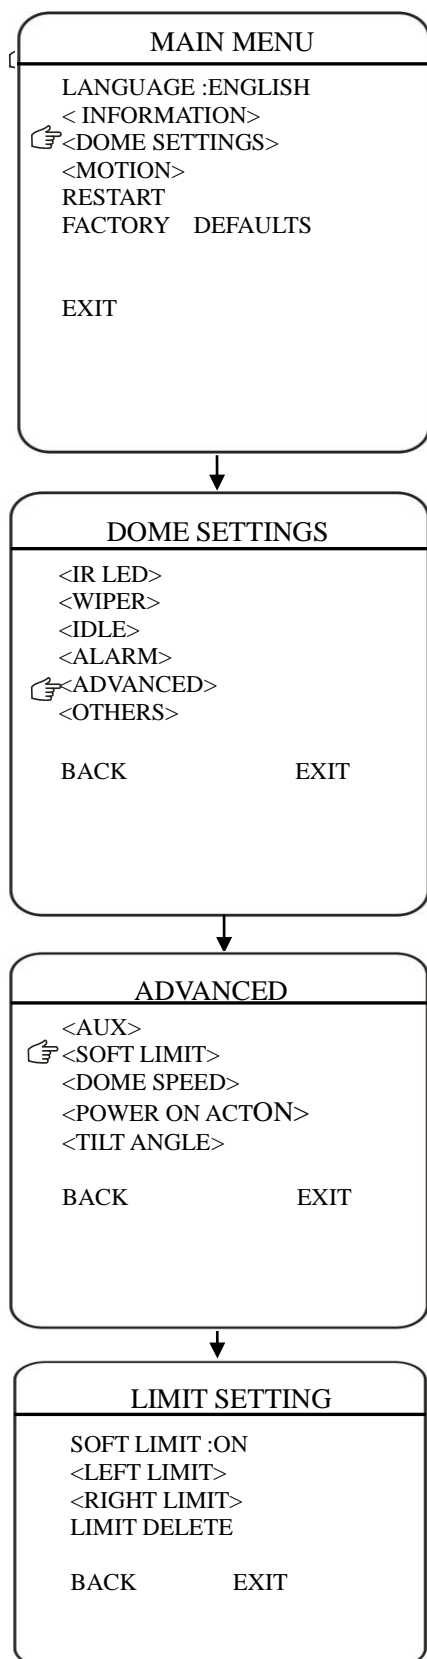 MAIN MENU
LANGUAGE :ENGLISH
< INFORMATION>
<DOME SETTINGS>
<MOTION>
RESTART
FACTORY DEFAULTS
EXIT
DOME SETTINGS
<IR LED>
<WIPER>
<IDLE>
<ALARM>
<ADVANCED>
<OTHERS>
BACK EXIT
ADVANCED
<AUX>
<SOFT LIMIT>
<DOME SPEED>
<POWER ON ACTON>
<TILT ANGLE>
BACK EXIT
LIMIT SETTING
SOFT LIMIT :ON
<LEFT LIMIT>
<RIGHT LIMIT>
LIMIT DELETE
BACK EXIT